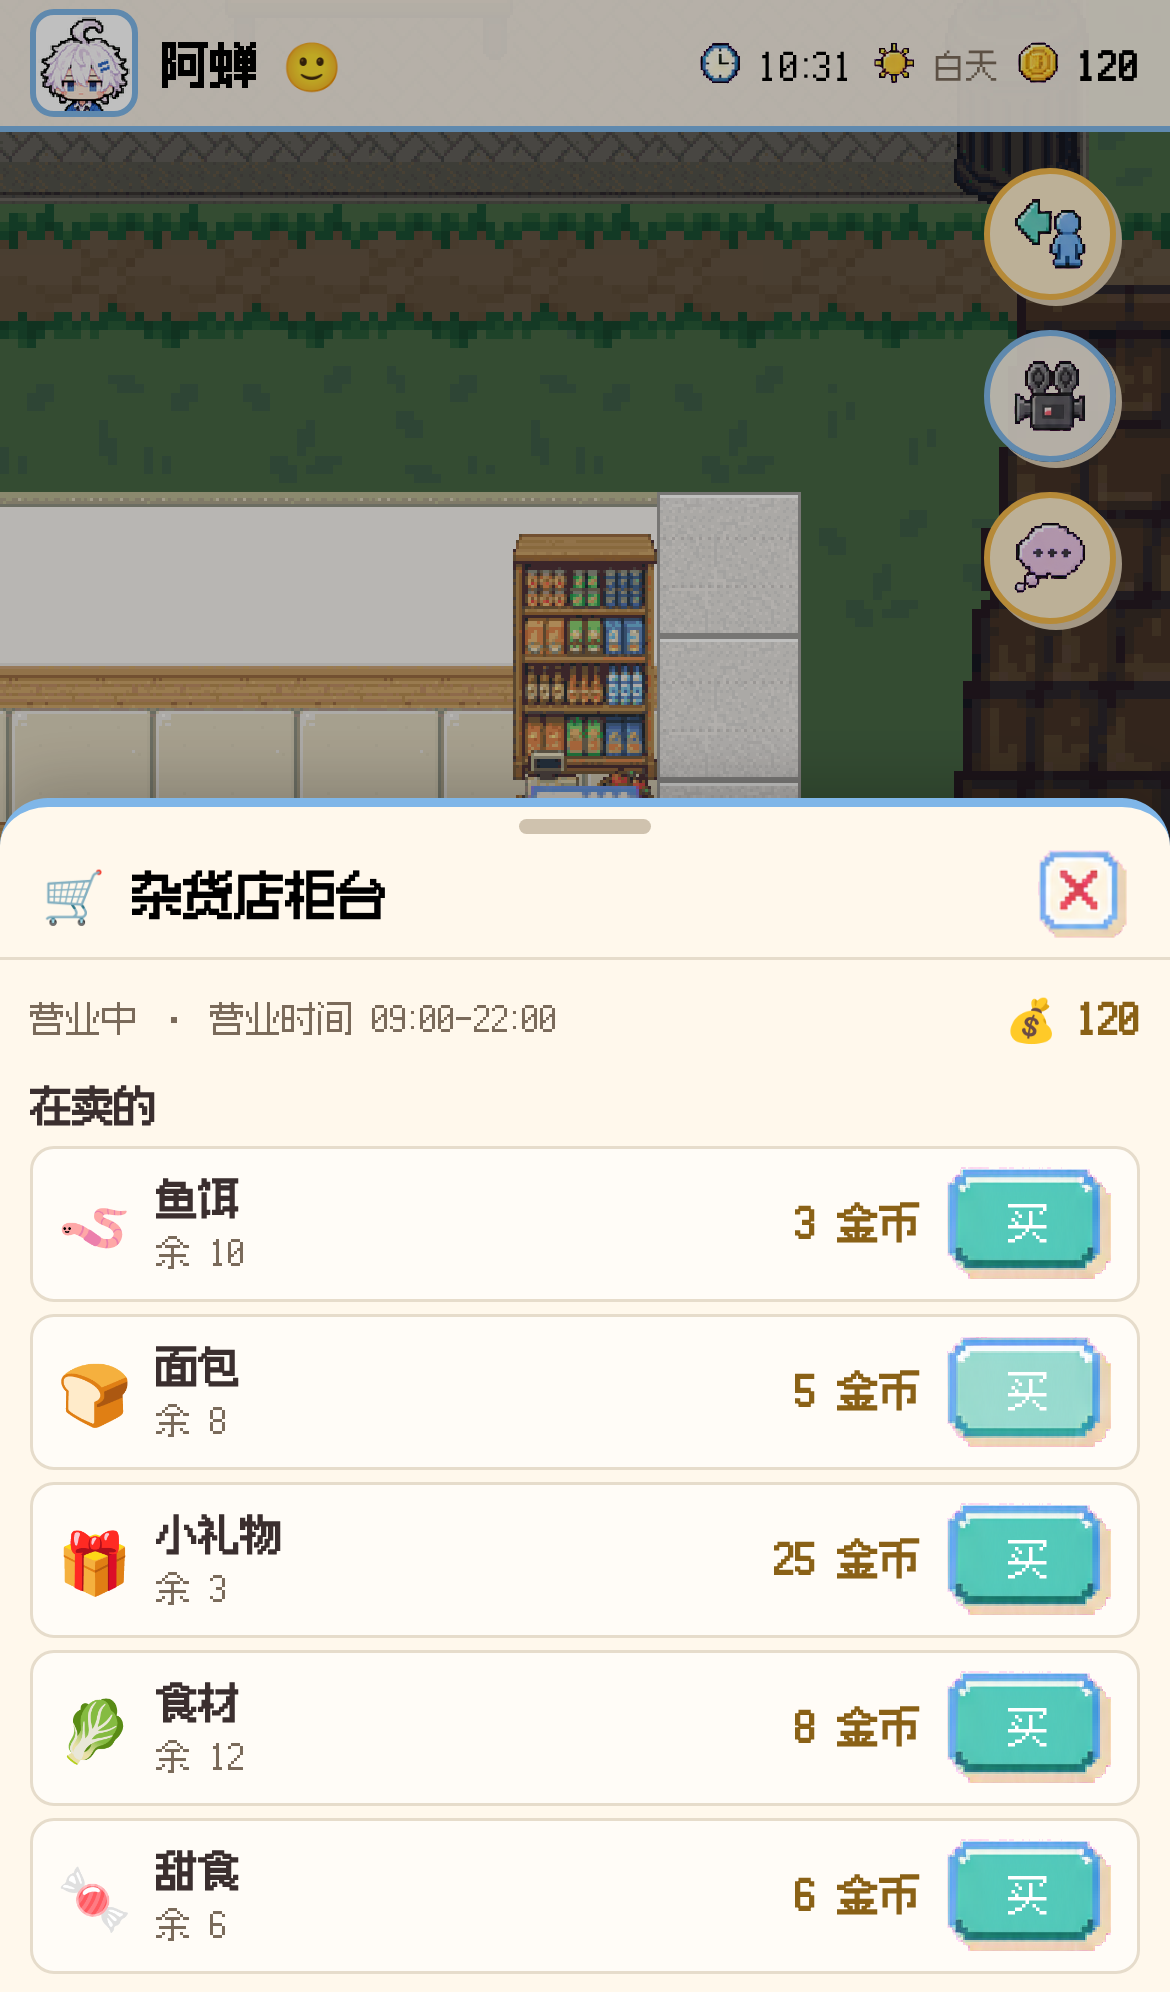 阿蝉 10:31 白天 120
杂货店柜台
营业中 · 营业时间 09:00-22:00 120
在卖的
鱼饵
余 10
3 金币 买
面包
余 8
5 金币 买
小礼物
余 3
25 金币 买
食材
余 12
8 金币 买
甜食
余 6
6 金币 买